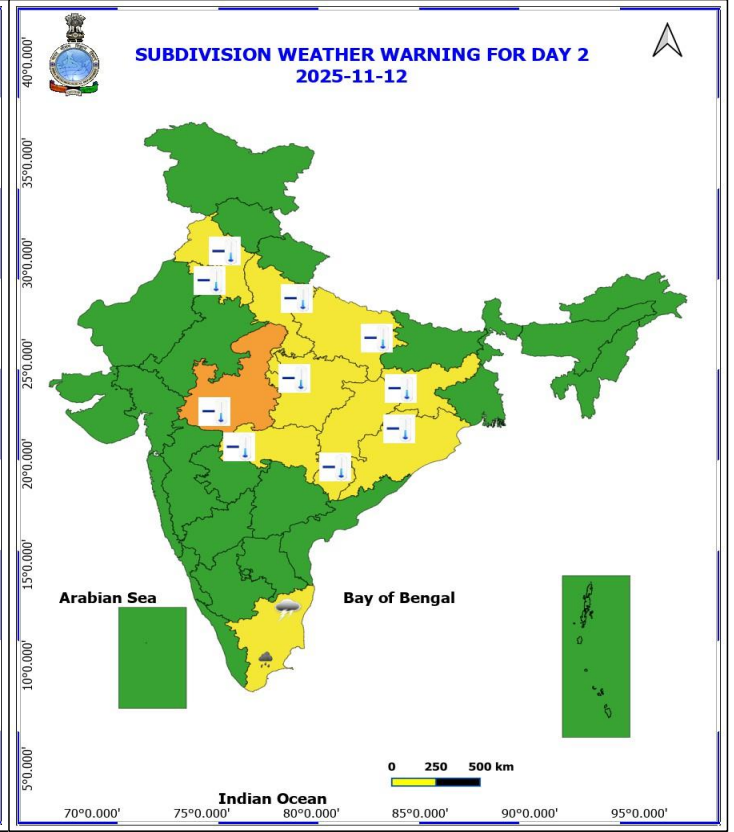 SUBDIVISION WEATHER WARNING FOR DAY 2
2025-11-12
40°0.000'
35°0.000'
30°0.000'
25°0.000'
20°0.000'
15°0.000'
10°0.000'
5°0.000'
Arabian Sea
Bay of Bengal
0 250 500 km
Indian Ocean
70°0.000' 75°0.000' 80°0.000' 85°0.000' 90°0.000' 95°0.000'